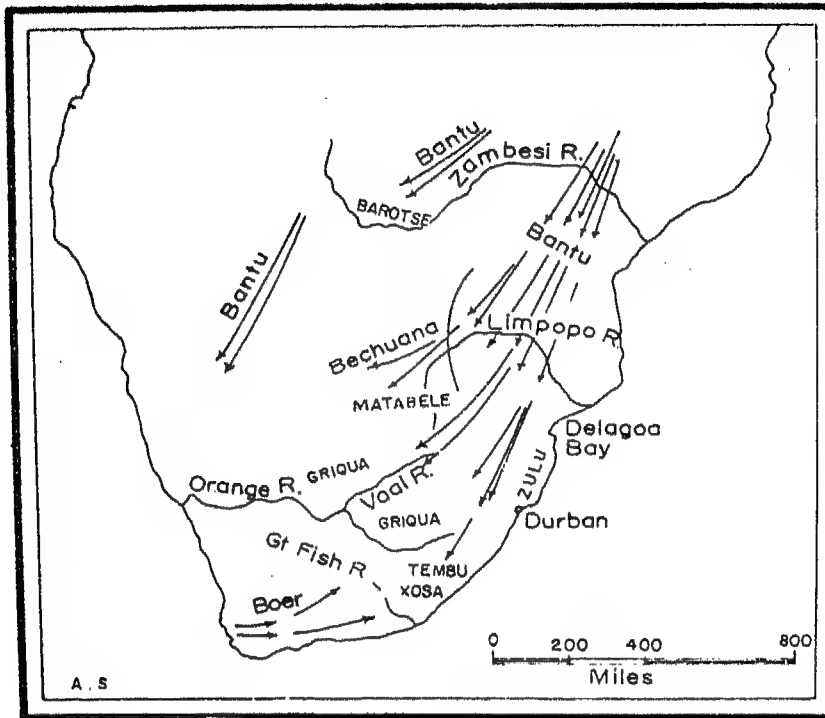 Bantu
Zambesi R.
BAROTSE
Bantu
Bantu
Limpopo R.
Bechuana
MATABELE
Delagoa
Bay
ZULU
Orange R.
GRIQUA
Vaal R.
Durban
GRIQUA
Gt Fish R
TEMBU
XOSA
Boer
0 200 400 800
Miles
A.S